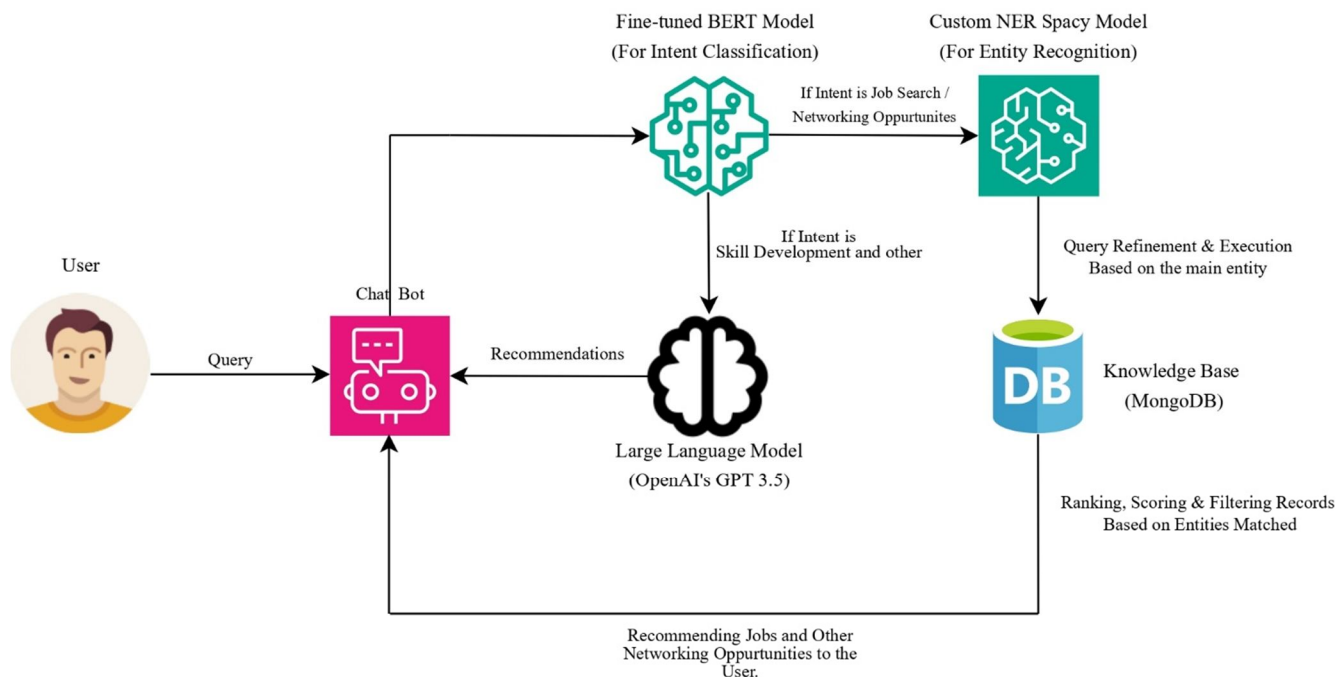 Fine-tuned BERT Model
(For Intent Classification)
Custom NER Spacy Model
(For Entity Recognition)
If Intent is Job Search /
Networking Oppurtunites
If Intent is
Skill Development and other
Query Refinement & Execution
Based on the main entity
User
Chat Bot
Query
Recommendations
DB
Knowledge Base
(MongoDB)
Large Language Model
(OpenAI's GPT 3.5)
Ranking, Scoring & Filtering Records
Based on Entities Matched
Recommending Jobs and Other
Networking Oppurtunities to the
User.